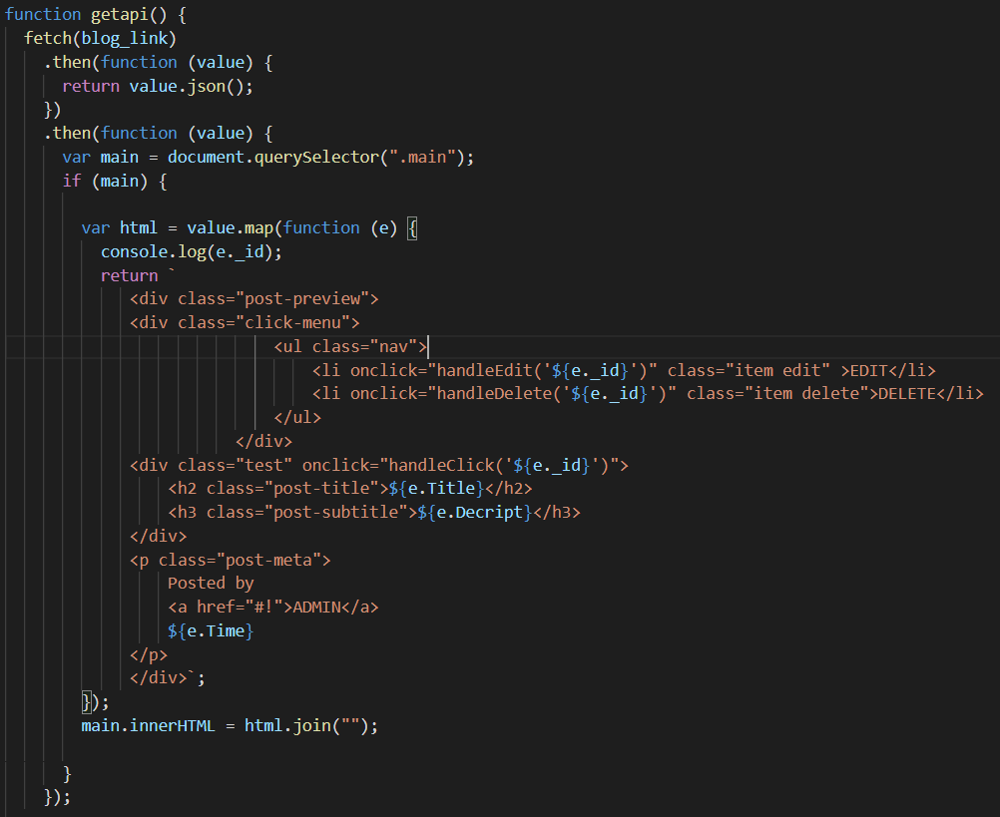 function getapi() {
  fetch(blog_link)
    .then(function (value) {
      return value.json();
    })
    .then(function (value) {
      var main = document.querySelector(".main");
      if (main) {

        var html = value.map(function (e) {
          console.log(e._id);
          return `
             <div class="post-preview">
             <div class="click-menu">
                            <ul class="nav">
                                <li onclick="handleEdit('${e._id}')" class="item edit" >EDIT</li>
                                <li onclick="handleDelete('${e._id}')" class="item delete">DELETE</li>
                            </ul>
                        </div>
             <div class="test" onclick="handleClick('${e._id}')">
                 <h2 class="post-title">${e.Title}</h2>
                 <h3 class="post-subtitle">${e.Decript}</h3>
             </div>
             <p class="post-meta">
                 Posted by
                 <a href="#!">ADMIN</a>
                 ${e.Time}
             </p>
             </div>`;
        });
        main.innerHTML = html.join("");

      }
    });